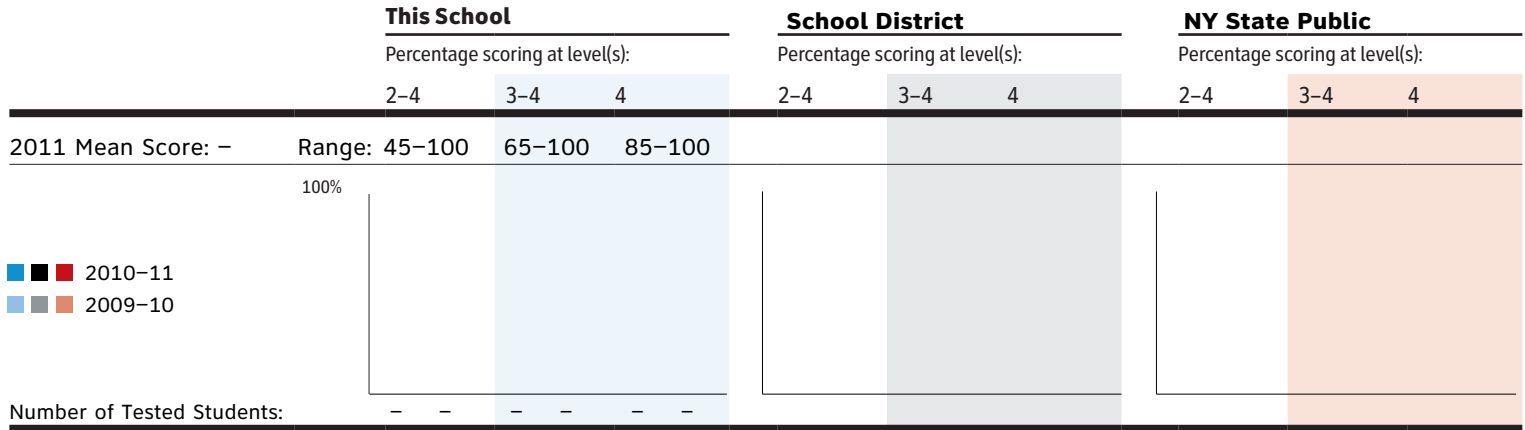 This School School District NY State Public
Percentage scoring at level(s): Percentage scoring at level(s): Percentage scoring at level(s):
2–4 3–4 4 2–4 3–4 4 2–4 3–4 4
2011 Mean Score: – Range: 45–100 65–100 85–100
100%
2010–11
2009–10
Number of Tested Students: – – – – – –